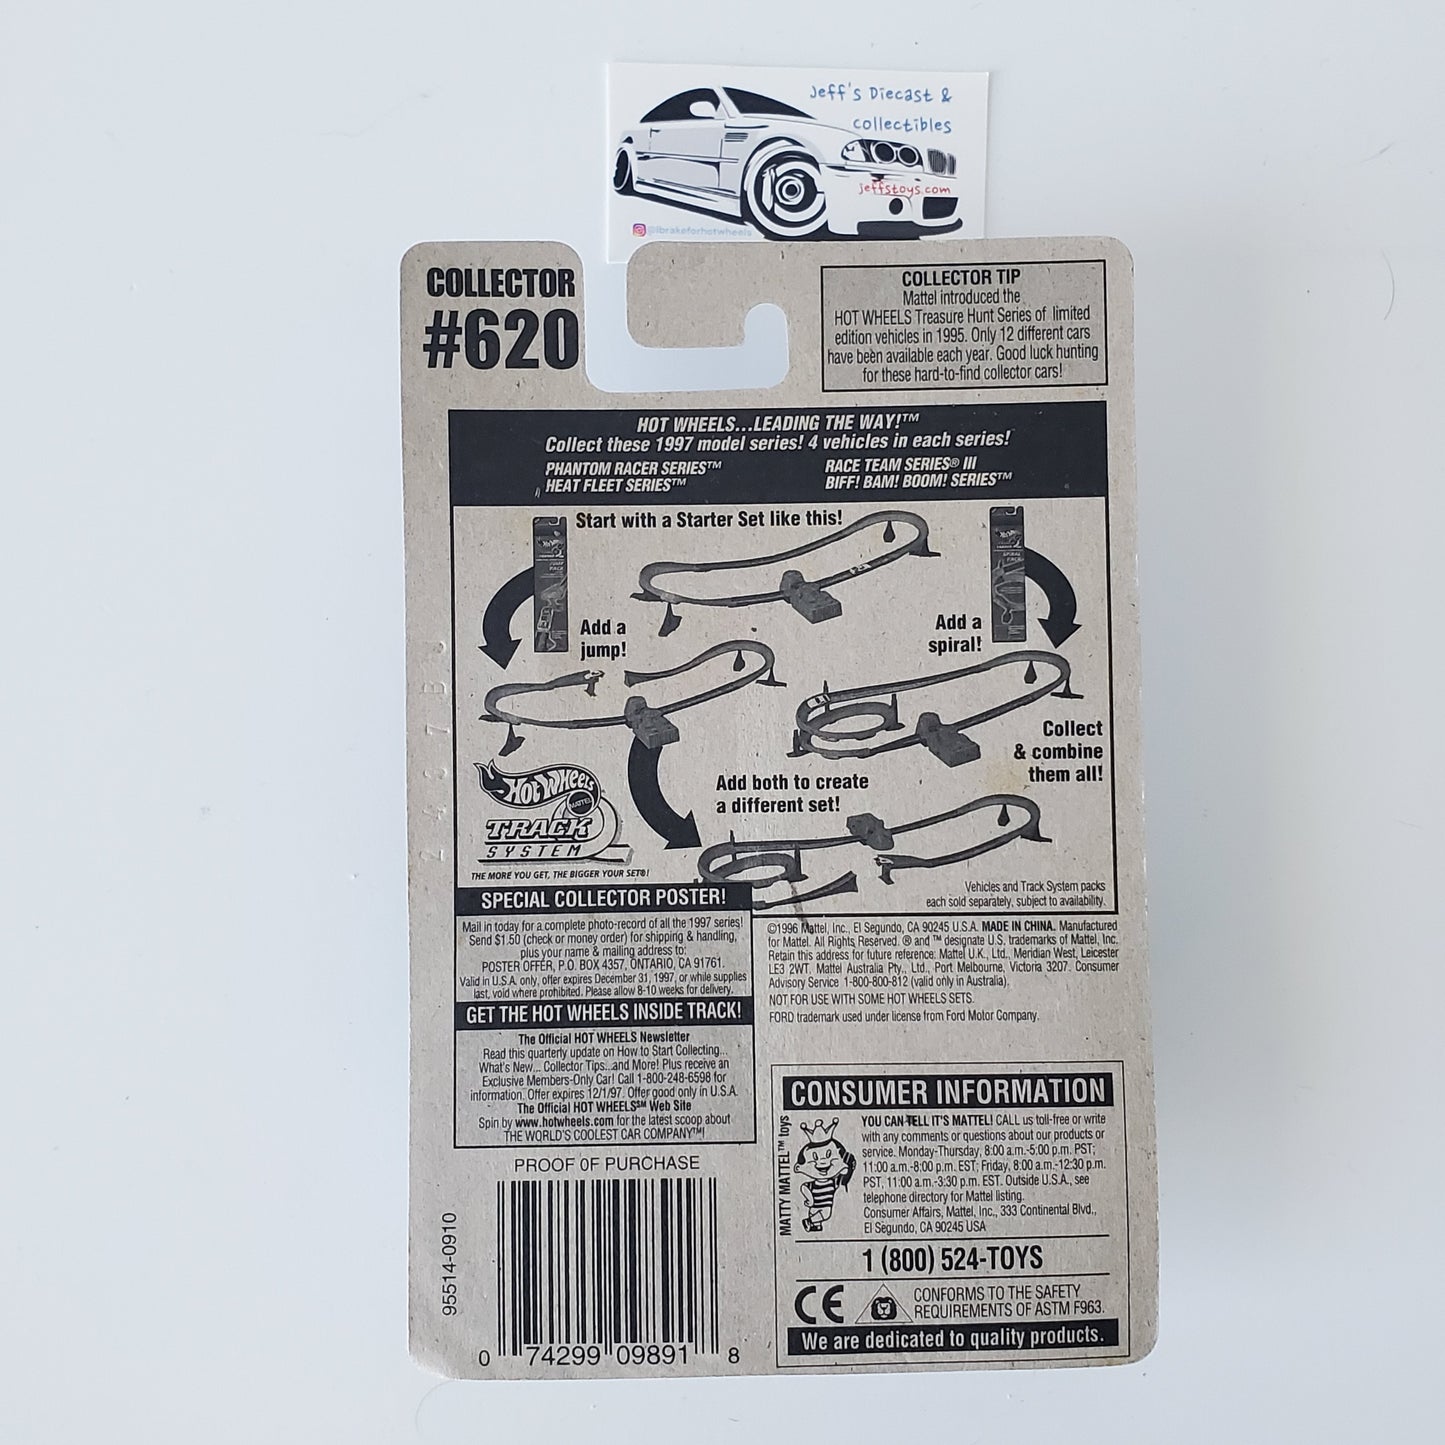 Jeff's Diecast &
collectibles
jeffstoys.com
@ibrakeforhotwheels
COLLECTOR
#620
COLLECTOR TIP
Mattel introduced the
HOT WHEELS Treasure Hunt Series of limited
edition vehicles in 1995. Only 12 different cars
have been available each year. Good luck hunting
for these hard-to-find collector cars!
HOT WHEELS...LEADING THE WAY!™
Collect these 1997 model series! 4 vehicles in each series!
PHANTOM RACER SERIES™
HEAT FLEET SERIES™
RACE TEAM SERIES® III
BIFF! BAM! BOOM! SERIES™
Start with a Starter Set like this!
JUMP
PACK
SPIRAL
PACK
Add a
jump!
Add a
spiral!
Collect
& combine
them all!
Add both to create
a different set!
2 4 3 7 B
Hot Wheels
MATTEL
TRACK
SYSTEM
THE MORE YOU GET, THE BIGGER YOUR SET®!
Vehicles and Track System packs
each sold separately, subject to availability.
SPECIAL COLLECTOR POSTER!
Mail in today for a complete photo-record of all the 1997 series!
Send $1.50 (check or money order) for shipping & handling,
plus your name & mailing address to:
POSTER OFFER, P.O. BOX 4357, ONTARIO, CA 91761.
Valid in U.S.A. only, offer expires December 31, 1997, or while supplies
last, void where prohibited. Please allow 8-10 weeks for delivery.
GET THE HOT WHEELS INSIDE TRACK!
The Official HOT WHEELS Newsletter
Read this quarterly update on How to Start Collecting...
What's New... Collector Tips...and More! Plus receive an
Exclusive Members-Only Car! Call 1-800-248-6598 for
information. Offer expires 12/1/97. Offer good only in U.S.A.
The Official HOT WHEELS℠ Web Site
Spin by www.hotwheels.com for the latest scoop about
THE WORLD'S COOLEST CAR COMPANY™!
©1996 Mattel, Inc., El Segundo, CA 90245 U.S.A. MADE IN CHINA. Manufactured
for Mattel. All Rights Reserved. ® and ™ designate U.S. trademarks of Mattel, Inc.
Retain this address for future reference: Mattel U.K., Ltd., Meridian West, Leicester
LE3 2WT. Mattel Australia Pty., Ltd., Port Melbourne, Victoria 3207. Consumer
Advisory Service 1-800-800-812 (valid only in Australia).
NOT FOR USE WITH SOME HOT WHEELS SETS.
FORD trademark used under license from Ford Motor Company.
PROOF OF PURCHASE
95514-0910
0 74299 09891 8
CONSUMER INFORMATION
MATTY MATTEL™ toys
YOU CAN TELL IT'S MATTEL! CALL us toll-free or write
with any comments or questions about our products or
service. Monday-Thursday, 8:00 a.m.-5:00 p.m. PST;
11:00 a.m.-8:00 p.m. EST; Friday, 8:00 a.m.-12:30 p.m.
PST, 11:00 a.m.-3:30 p.m. EST. Outside U.S.A., see
telephone directory for Mattel listing.
Consumer Affairs, Mattel, Inc., 333 Continental Blvd.,
El Segundo, CA 90245 USA
1 (800) 524-TOYS
CE
CONFORMS TO THE SAFETY
REQUIREMENTS OF ASTM F963.
We are dedicated to quality products.